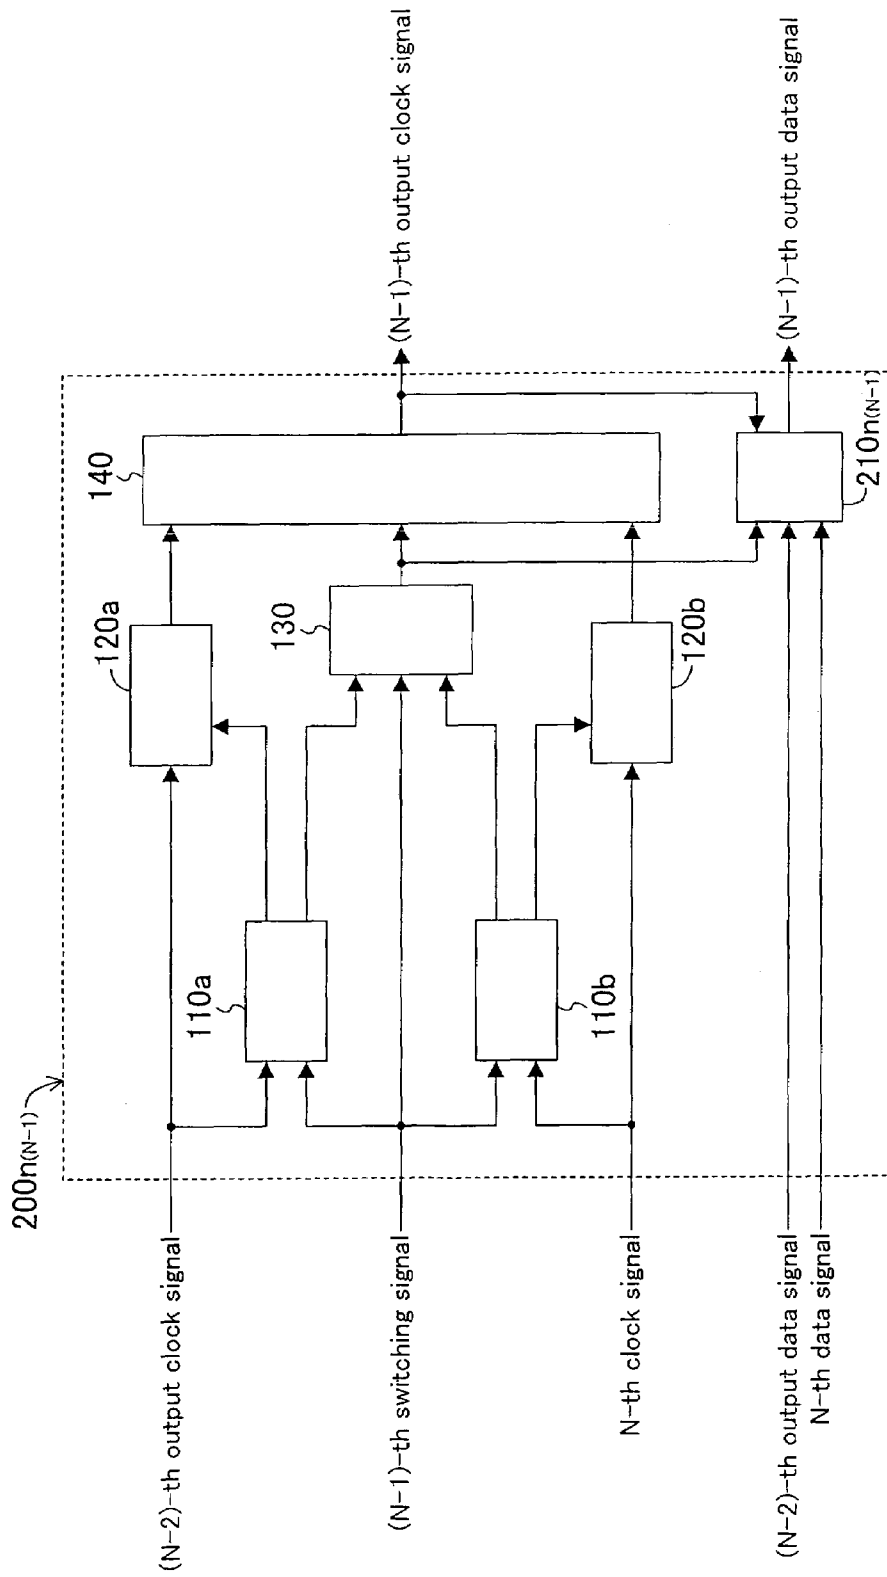 200n(N-1)
(N-2)-th output clock signal
(N-1)-th switching signal
N-th clock signal
(N-2)-th output data signal
N-th data signal
110a
110b
120a
130
120b
140
210n(N-1)
(N-1)-th output clock signal
(N-1)-th output data signal